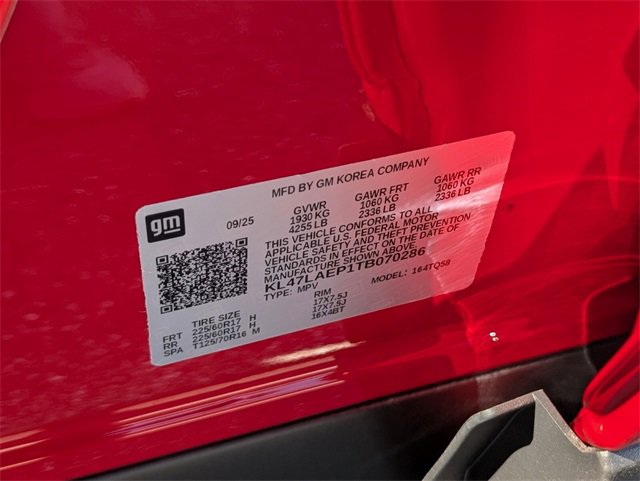 MFD BY GM KOREA COMPANY
gm
09/25
GVWR GAWR FRT GAWR RR
1930 KG 1060 KG 1060 KG
4255 LB 2336 LB 2336 LB
THIS VEHICLE CONFORMS TO ALL
APPLICABLE U.S. FEDERAL MOTOR
VEHICLE SAFETY AND THEFT PREVENTION
STANDARDS IN EFFECT ON THE DATE OF
MANUFACTURE SHOWN ABOVE.
KL47LAEP1TB070286
TYPE: MPV MODEL: 164TQ58
TIRE SIZE RIM
FRT 225/60R17 H 17X7.5J
RR 225/60R17 H 17X7.5J
SPA T125/70R16 M 16X4BT